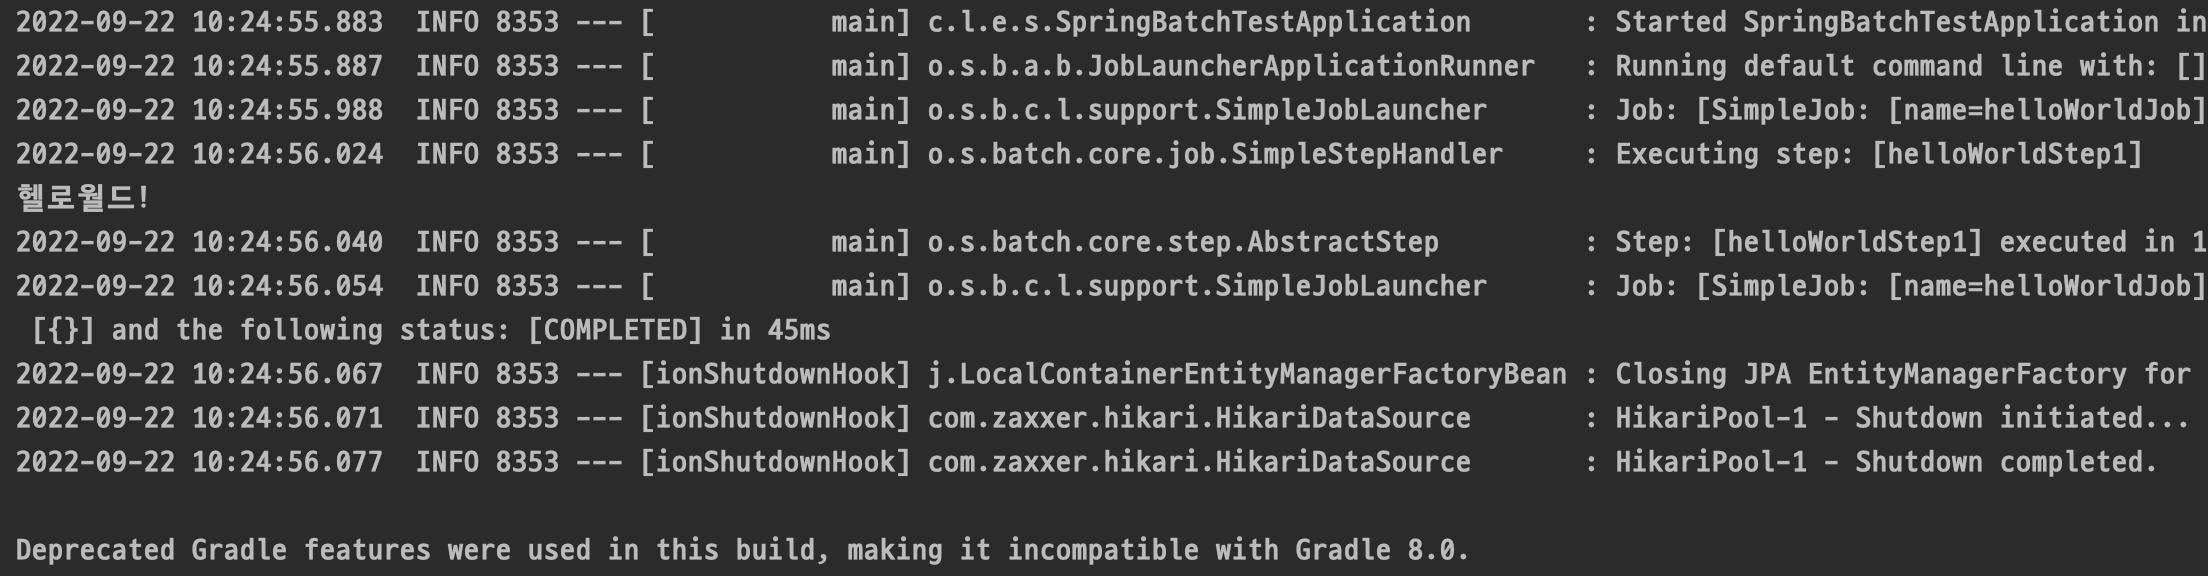 2022-09-22 10:24:55.883  INFO 8353 --- [           main] c.l.e.s.SpringBatchTestApplication       : Started SpringBatchTestApplication in
2022-09-22 10:24:55.887  INFO 8353 --- [           main] o.s.b.a.b.JobLauncherApplicationRunner   : Running default command line with: []
2022-09-22 10:24:55.988  INFO 8353 --- [           main] o.s.b.c.l.support.SimpleJobLauncher      : Job: [SimpleJob: [name=helloWorldJob]
2022-09-22 10:24:56.024  INFO 8353 --- [           main] o.s.batch.core.job.SimpleStepHandler     : Executing step: [helloWorldStep1]
헬로월드!
2022-09-22 10:24:56.040  INFO 8353 --- [           main] o.s.batch.core.step.AbstractStep         : Step: [helloWorldStep1] executed in 1
2022-09-22 10:24:56.054  INFO 8353 --- [           main] o.s.b.c.l.support.SimpleJobLauncher      : Job: [SimpleJob: [name=helloWorldJob]
 [{}] and the following status: [COMPLETED] in 45ms
2022-09-22 10:24:56.067  INFO 8353 --- [ionShutdownHook] j.LocalContainerEntityManagerFactoryBean : Closing JPA EntityManagerFactory for
2022-09-22 10:24:56.071  INFO 8353 --- [ionShutdownHook] com.zaxxer.hikari.HikariDataSource       : HikariPool-1 - Shutdown initiated...
2022-09-22 10:24:56.077  INFO 8353 --- [ionShutdownHook] com.zaxxer.hikari.HikariDataSource       : HikariPool-1 - Shutdown completed.
Deprecated Gradle features were used in this build, making it incompatible with Gradle 8.0.